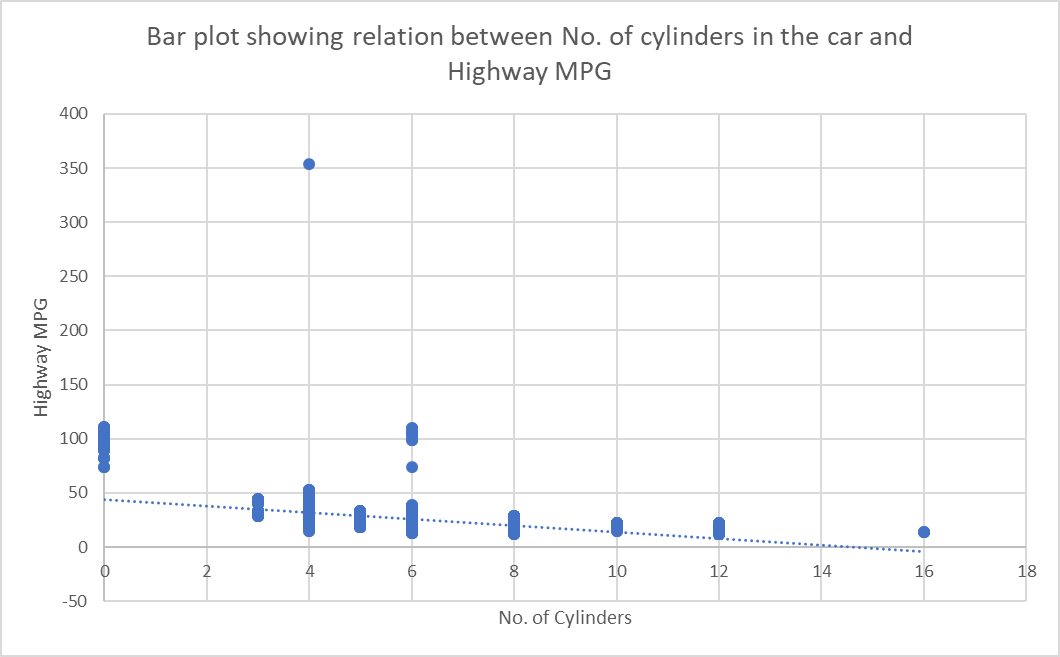 Bar plot showing relation between No. of cylinders in the car and
Highway MPG
400
350
300
250
200
150
100
50
0
-50
Highway MPG
0 2 4 6 8 10 12 14 16 18
No. of Cylinders